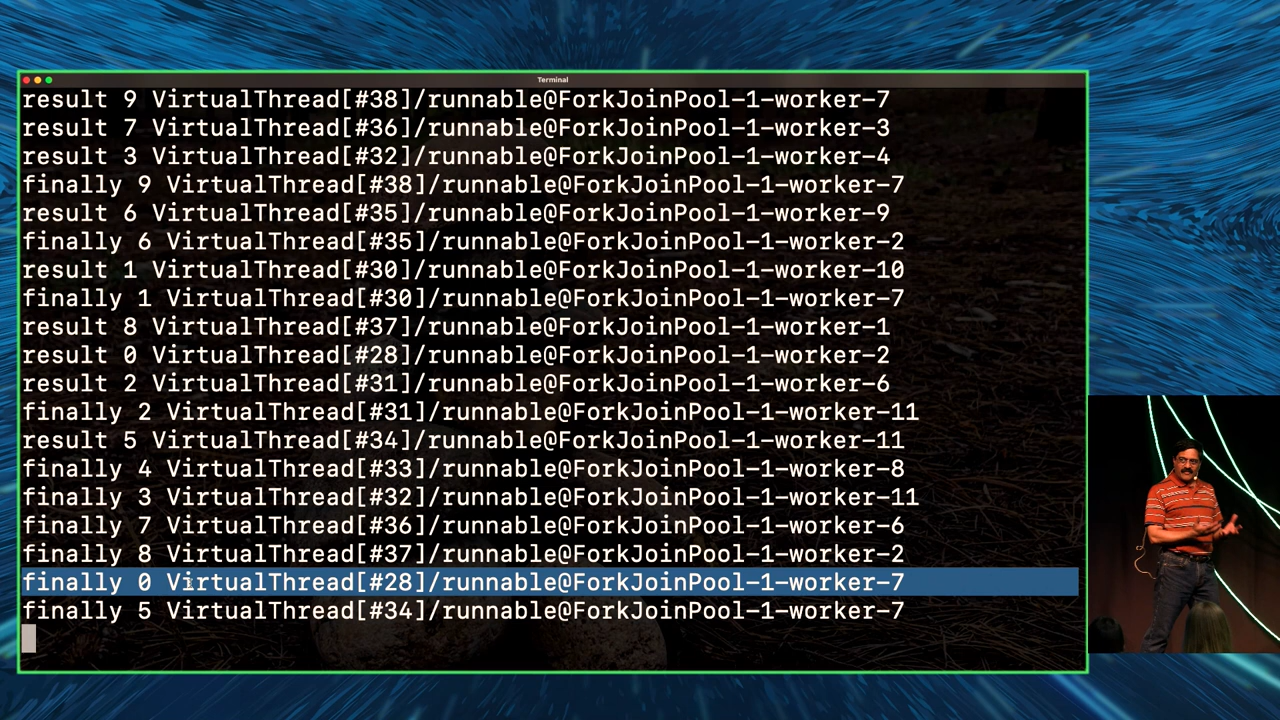 Terminal
result 9 VirtualThread[#38]/runnable@ForkJoinPool-1-worker-7
result 7 VirtualThread[#36]/runnable@ForkJoinPool-1-worker-3
result 3 VirtualThread[#32]/runnable@ForkJoinPool-1-worker-4
finally 9 VirtualThread[#38]/runnable@ForkJoinPool-1-worker-7
result 6 VirtualThread[#35]/runnable@ForkJoinPool-1-worker-9
finally 6 VirtualThread[#35]/runnable@ForkJoinPool-1-worker-2
result 1 VirtualThread[#30]/runnable@ForkJoinPool-1-worker-10
finally 1 VirtualThread[#30]/runnable@ForkJoinPool-1-worker-7
result 8 VirtualThread[#37]/runnable@ForkJoinPool-1-worker-1
result 0 VirtualThread[#28]/runnable@ForkJoinPool-1-worker-2
result 2 VirtualThread[#31]/runnable@ForkJoinPool-1-worker-6
finally 2 VirtualThread[#31]/runnable@ForkJoinPool-1-worker-11
result 5 VirtualThread[#34]/runnable@ForkJoinPool-1-worker-11
finally 4 VirtualThread[#33]/runnable@ForkJoinPool-1-worker-8
finally 3 VirtualThread[#32]/runnable@ForkJoinPool-1-worker-11
finally 7 VirtualThread[#36]/runnable@ForkJoinPool-1-worker-6
finally 8 VirtualThread[#37]/runnable@ForkJoinPool-1-worker-2
finally 0 VirtualThread[#28]/runnable@ForkJoinPool-1-worker-7
finally 5 VirtualThread[#34]/runnable@ForkJoinPool-1-worker-7